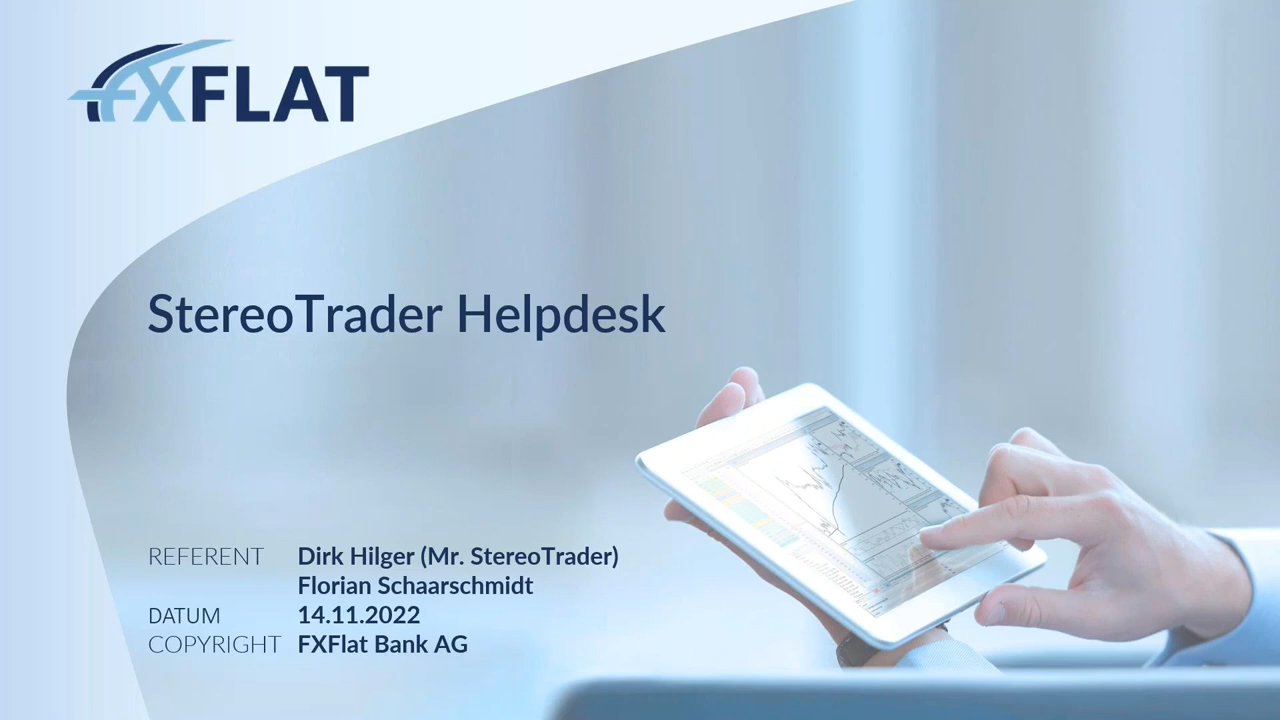 FXFLAT
StereoTrader Helpdesk
REFERENT Dirk Hilger (Mr. StereoTrader)
Florian Schaarschmidt
DATUM 14.11.2022
COPYRIGHT FXFlat Bank AG